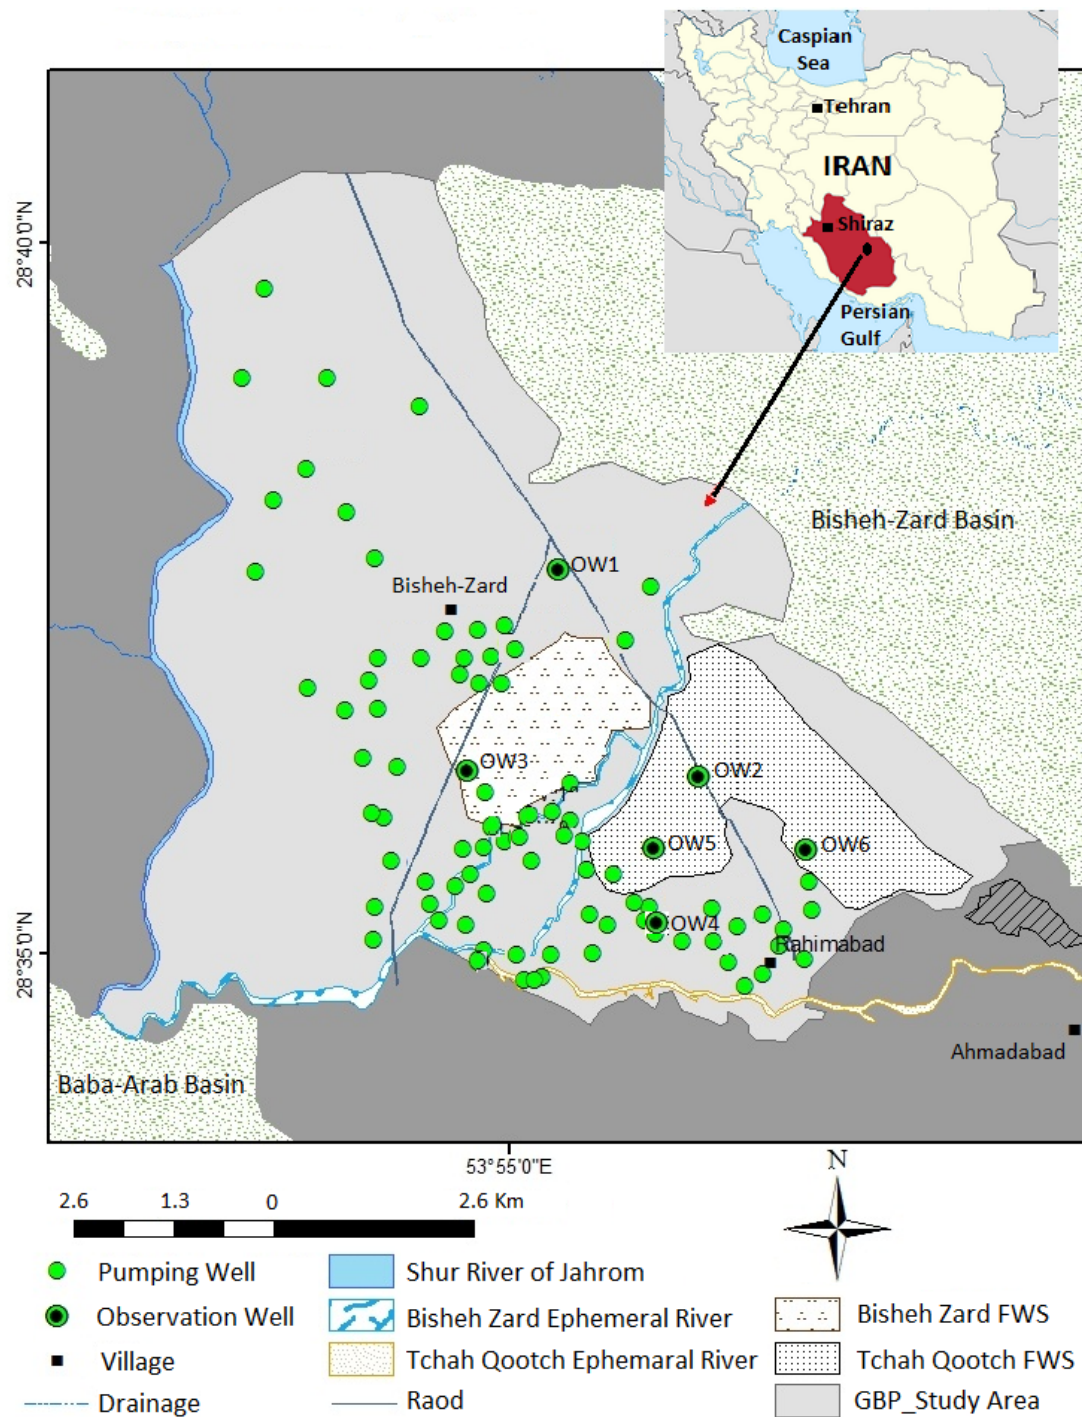 Caspian
Sea
Tehran
IRAN
Shiraz
Persian
Gulf
28°40'0"N
Bisheh-Zard Basin
OW1
Bisheh-Zard
OW3
OW2
OW5
OW6
OW4
Rahimabad
28°35'0"N
Ahmadabad
Baba-Arab Basin
53°55'0"E
N
2.6 1.3 0 2.6 Km
Pumping Well
Shur River of Jahrom
Observation Well
Bisheh Zard Ephemeral River
Bisheh Zard FWS
Village
Tchah Qootch Ephemaral River
Tchah Qootch FWS
Drainage
Raod
GBP_Study Area